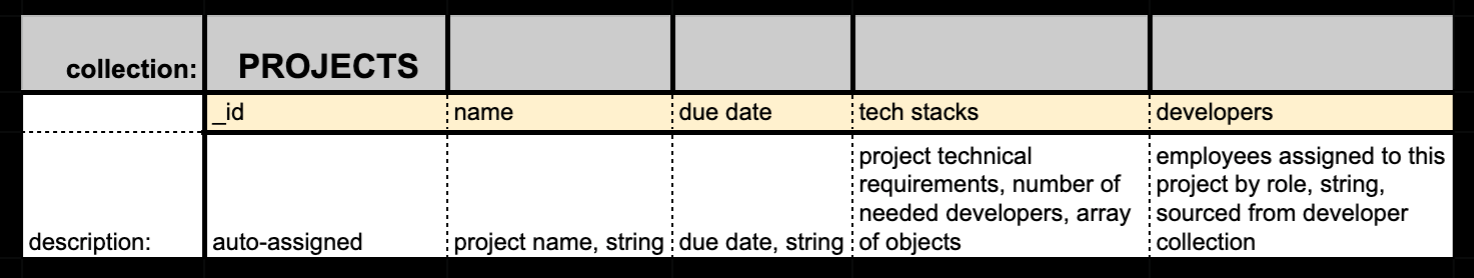 collection: PROJECTS
_id name due date tech stacks developers
description: auto-assigned project name, string due date, string project technical
requirements, number of
needed developers, array
of objects employees assigned to this
project by role, string,
sourced from developer
collection